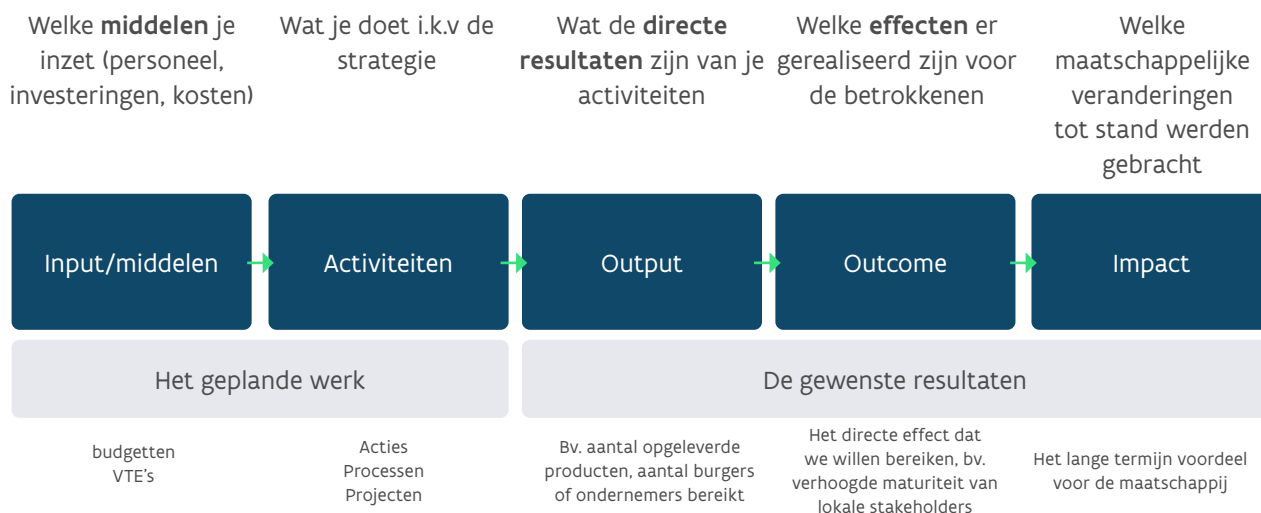 Welke middelen je
inzet (personeel,
investeringen, kosten)
Wat je doet i.k.v de
strategie
Wat de directe
resultaten zijn van je
activiteiten
Welke effecten er
gerealiseerd zijn voor
de betrokkenen
Welke
maatschappelijke
veranderingen
tot stand werden
gebracht
Input/middelen
Activiteiten
Output
Outcome
Impact
Het geplande werk
De gewenste resultaten
budgetten
VTE's
Acties
Processen
Projecten
Bv. aantal opgeleverde
producten, aantal burgers
of ondernemers bereikt
Het directe effect dat
we willen bereiken, bv.
verhoogde maturiteit van
lokale stakeholders
Het lange termijn voordeel
voor de maatschappij